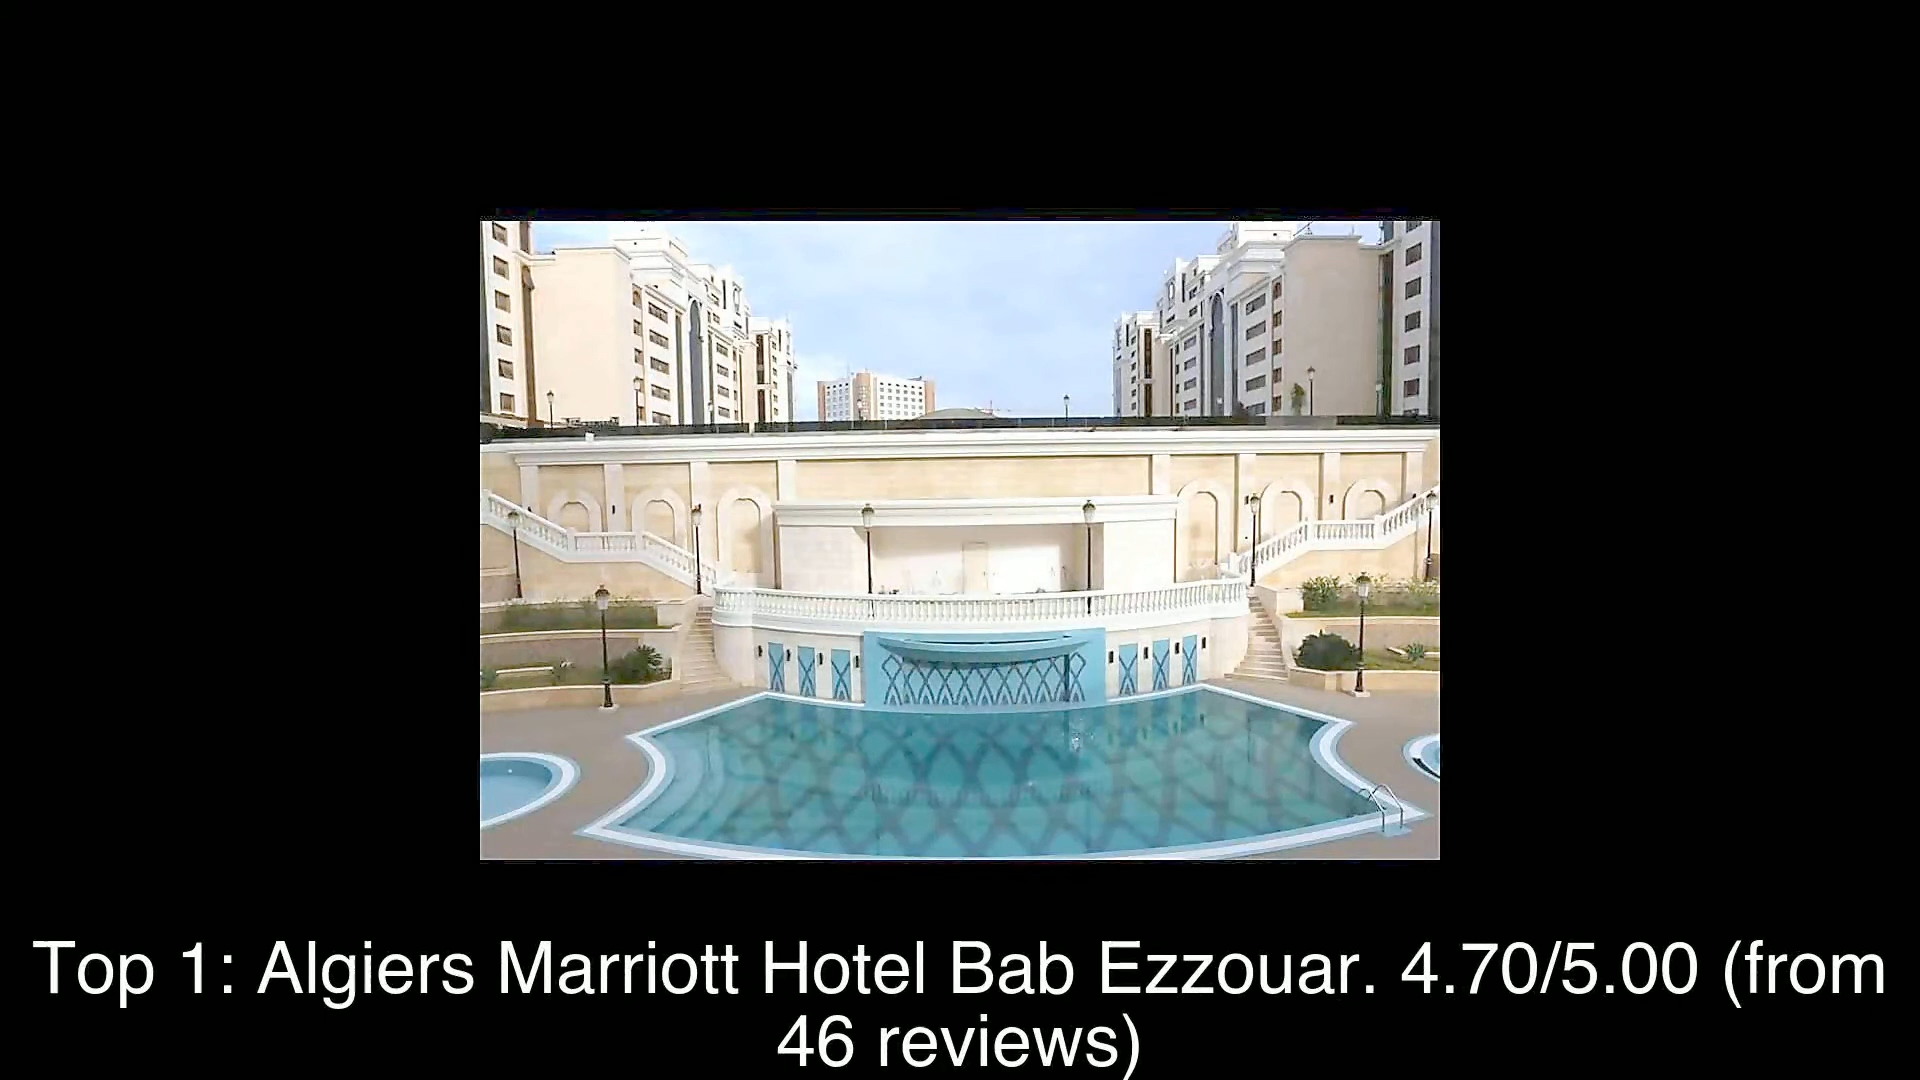 Top 1: Algiers Marriott Hotel Bab Ezzouar. 4.70/5.00 (from
46 reviews)